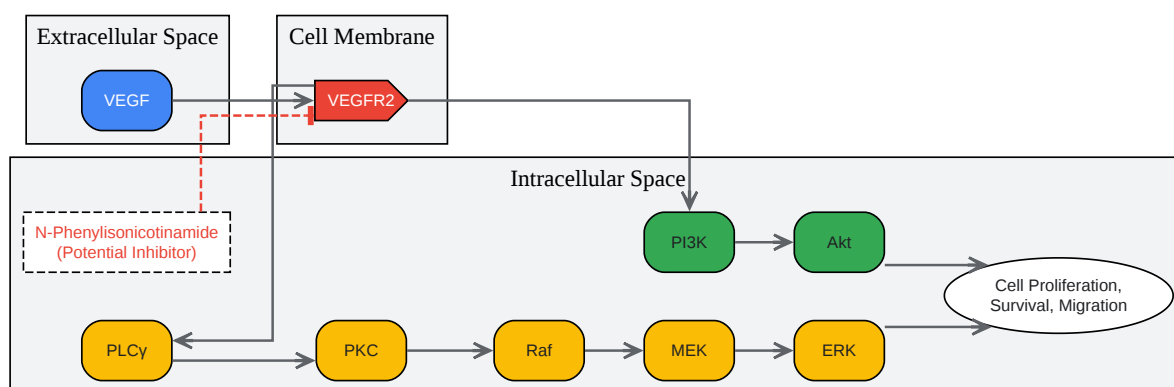 Extracellular Space
Cell Membrane
VEGF
VEGFR2
Intracellular Space
N-Phenylisonicotinamide
(Potential Inhibitor)
PI3K
Akt
Cell Proliferation,
Survival, Migration
PLCγ
PKC
Raf
MEK
ERK